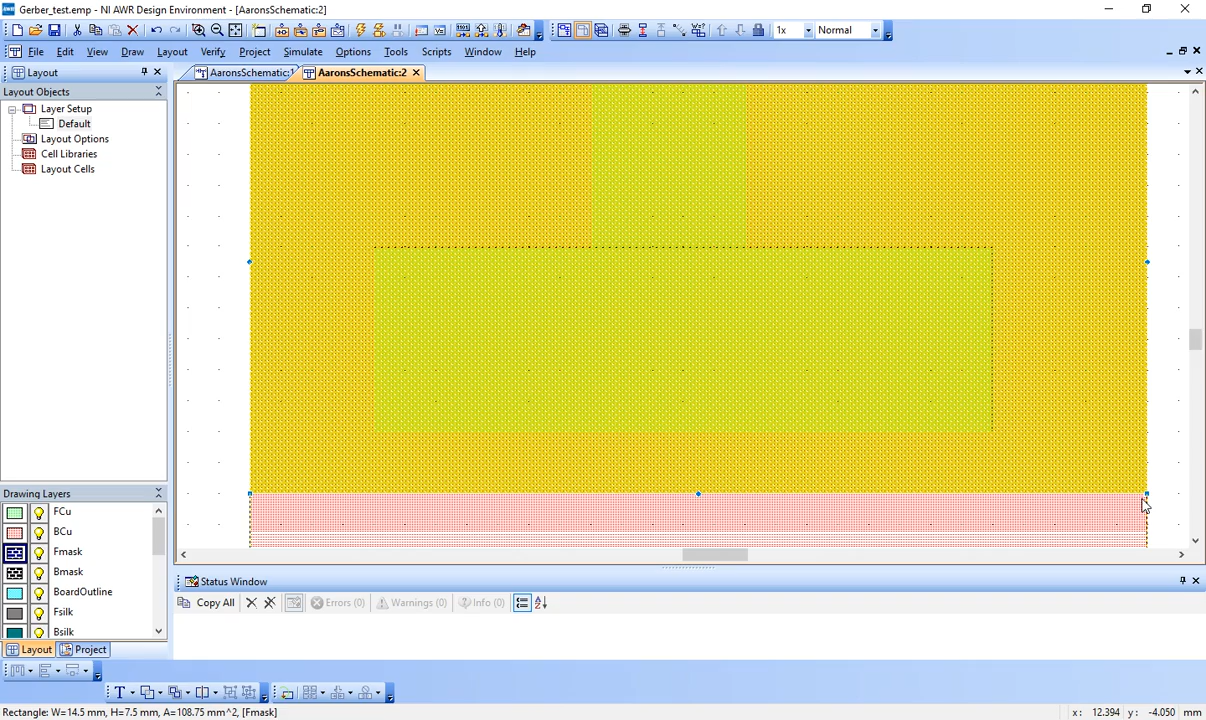 Gerber_test.emp - NI AWR Design Environment - [AaronsSchematic:2]
1x Normal
File Edit View Draw Layout Verify Project Simulate Options Tools Scripts Window Help
Layout
AaronsSchematic:1 AaronsSchematic:2
Layout Objects
Layer Setup
Default
Layout Options
Cell Libraries
Layout Cells
Drawing Layers
FCu
BCu
Fmask
Bmask
BoardOutline
Fsilk
Bsilk
Status Window
Copy All Errors (0) Warnings (0) Info (0)
Layout Project
Rectangle: W=14.5 mm, H=7.5 mm, A=108.75 mm^2, [Fmask] x: 12.394 y: -4.050 mm